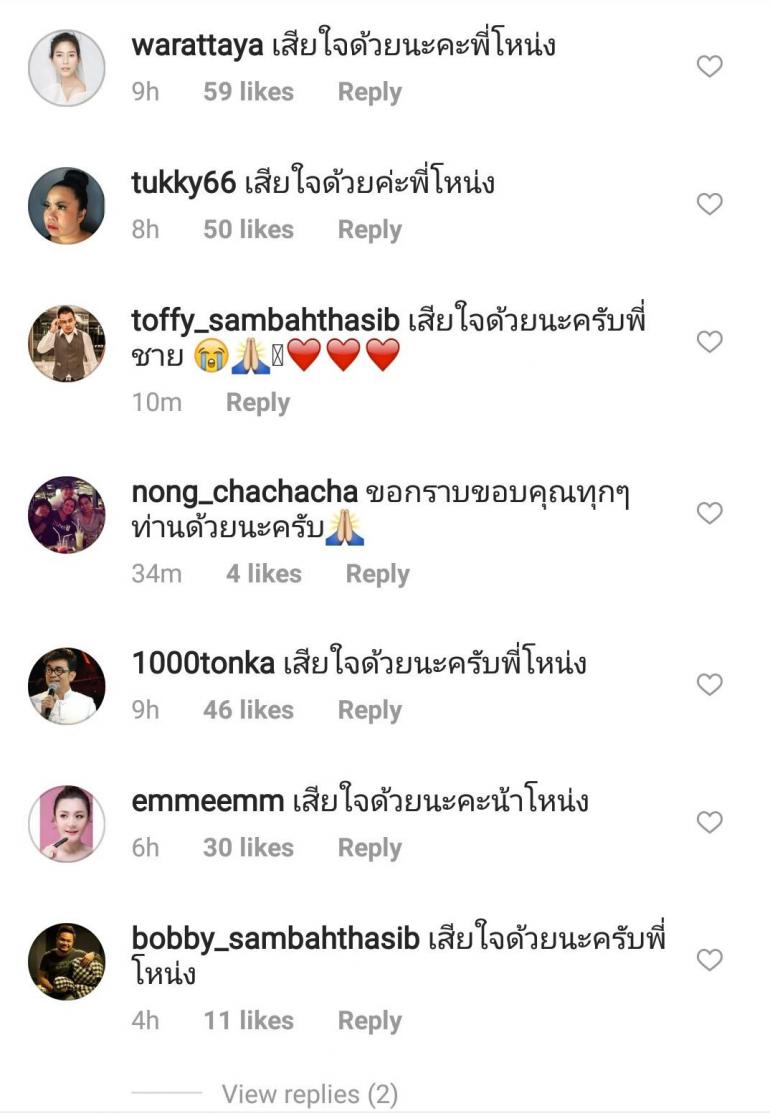 warattaya เสียใจด้วยนะคะพี่โหน่ง
9h 59 likes Reply
tukky66 เสียใจด้วยค่ะพี่โหน่ง
8h 50 likes Reply
toffy_sambahthasib เสียใจด้วยนะครับพี่
ชาย 😭🙏❤️❤️❤️
10m Reply
nong_chachacha ขอกราบขอบคุณทุกๆ
ท่านด้วยนะครับ🙏
34m 4 likes Reply
1000tonka เสียใจด้วยนะครับพี่โหน่ง
9h 46 likes Reply
emmeemm เสียใจด้วยนะคะน้าโหน่ง
6h 30 likes Reply
bobby_sambahthasib เสียใจด้วยนะครับพี่
โหน่ง
4h 11 likes Reply
View replies (2)